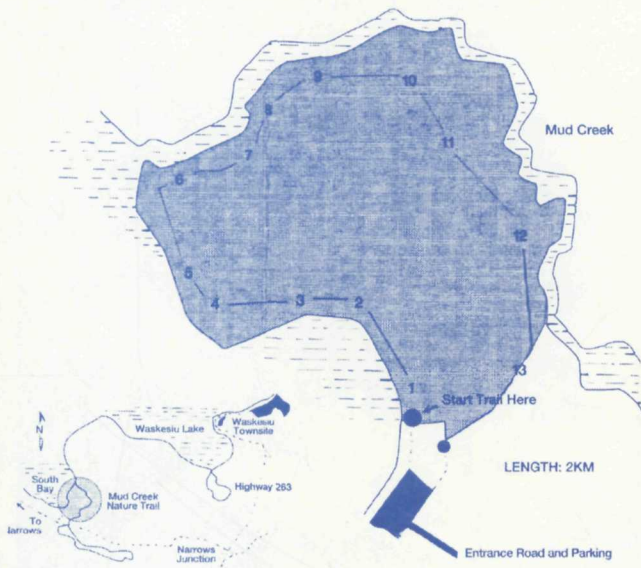 9
10
8
11
Mud Creek
7
6
12
5
4
3
2
1
13
Start Trail Here
Waskesiu Lake
Waskesiu
Townsite
N
LENGTH: 2KM
South
Bay
Highway 263
Mud Creek
Nature Trail
To
Narrows
Narrows
Junction
Entrance Road and Parking